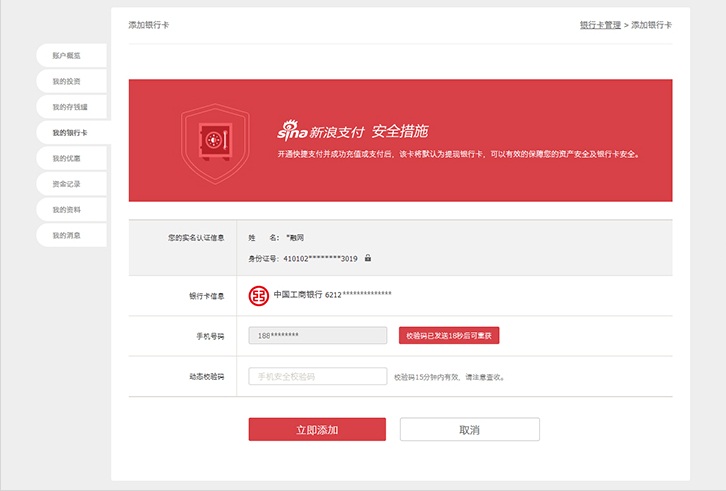 添加银行卡
银行卡管理 > 添加银行卡
账户概览
我的投资
我的存钱罐
我的银行卡
我的优惠
资金记录
我的资料
我的消息
sina 新浪支付 安全措施
开通快捷支付并成功充值或支付后，该卡将默认为提现银行卡，可以有效的保障您的资产安全及银行卡安全。
您的实名认证信息
姓 名： *融网
身份证号：410102********3019
银行卡信息
中国工商银行 6212**************
手机号码
188********
校验码已发送18秒后可重获
动态校验码
手机安全校验码
校验码15分钟内有效，请注意查收。
立即添加
取消